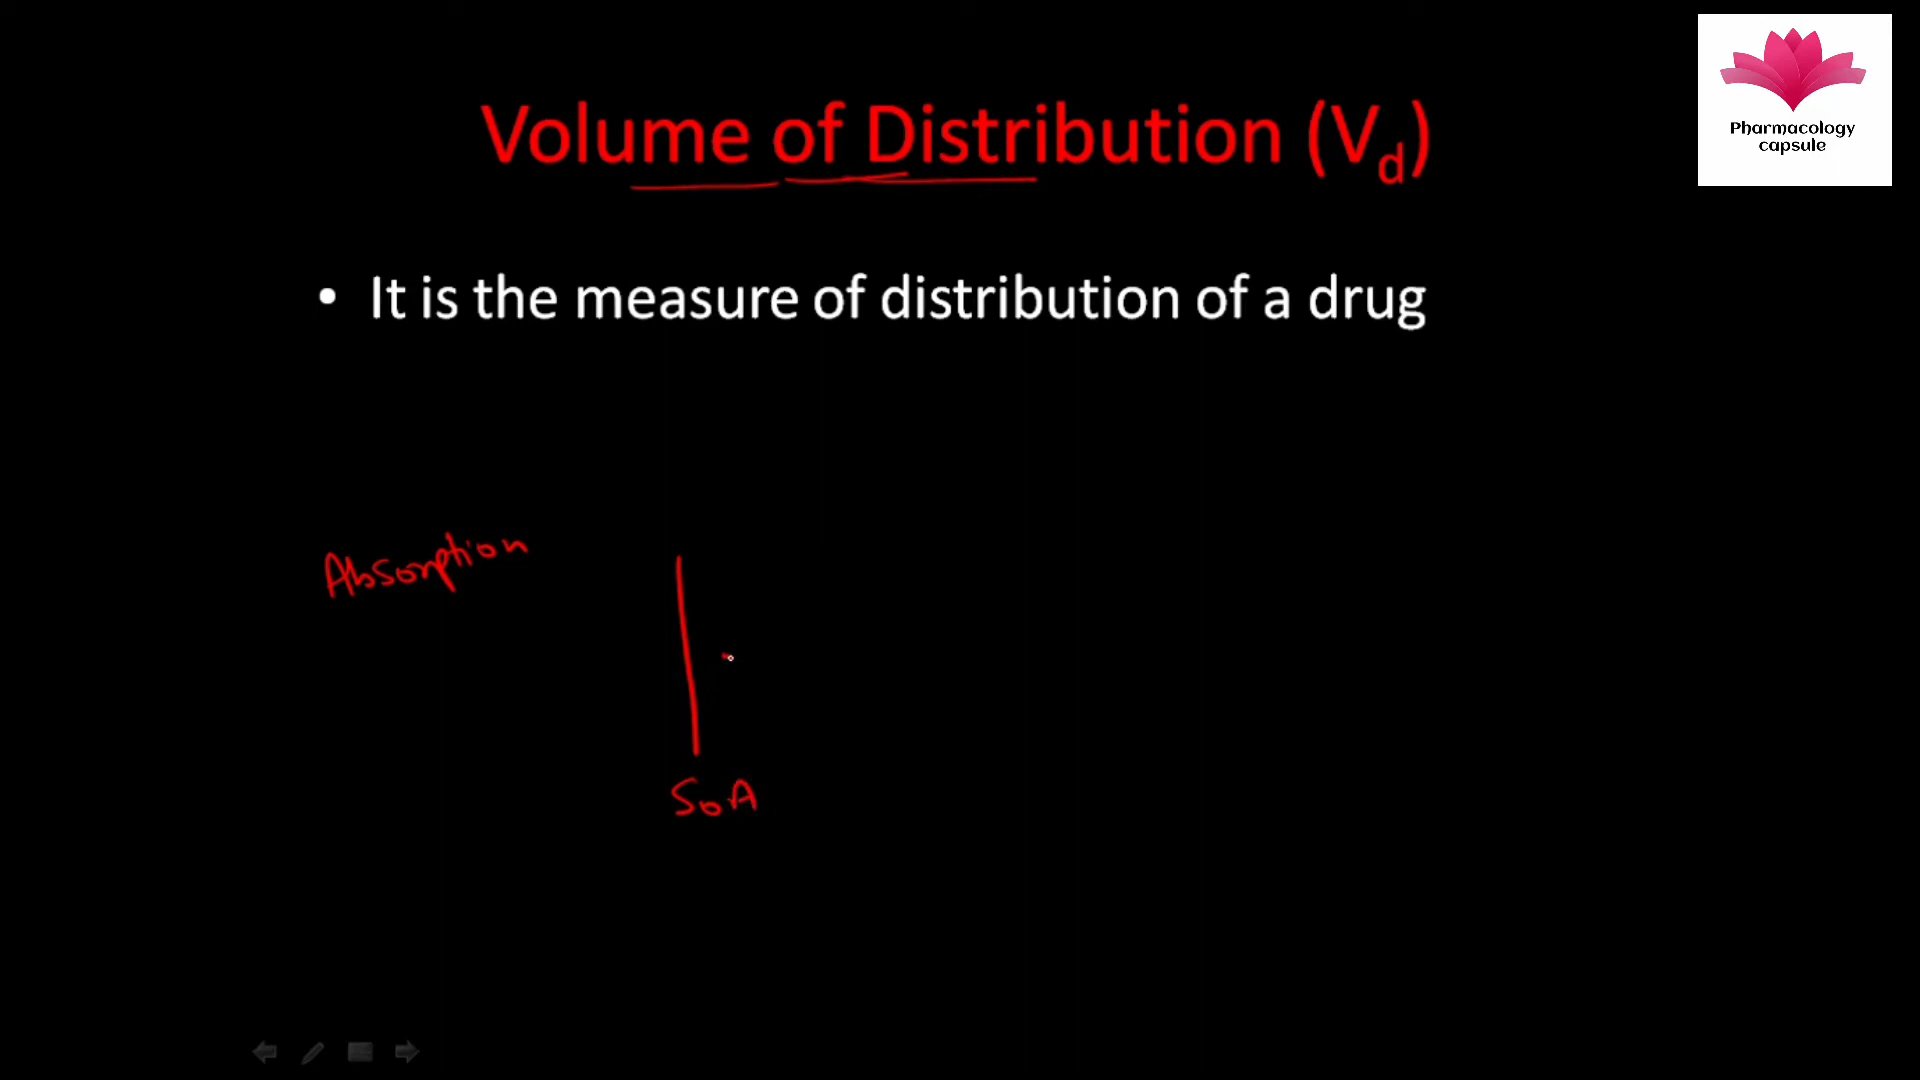 Volume of Distribution (Vd)
• It is the measure of distribution of a drug
Absorption
SoA
Pharmacology
capsule